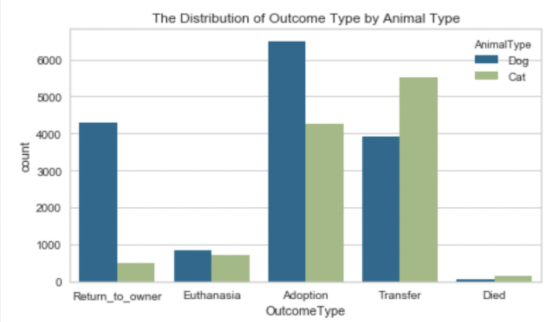 The Distribution of Outcome Type by Animal Type
AnimalType
Dog
Cat
count
6000
5000
4000
3000
2000
1000
0
Return_to_owner
Euthanasia
Adoption
Transfer
Died
OutcomeType